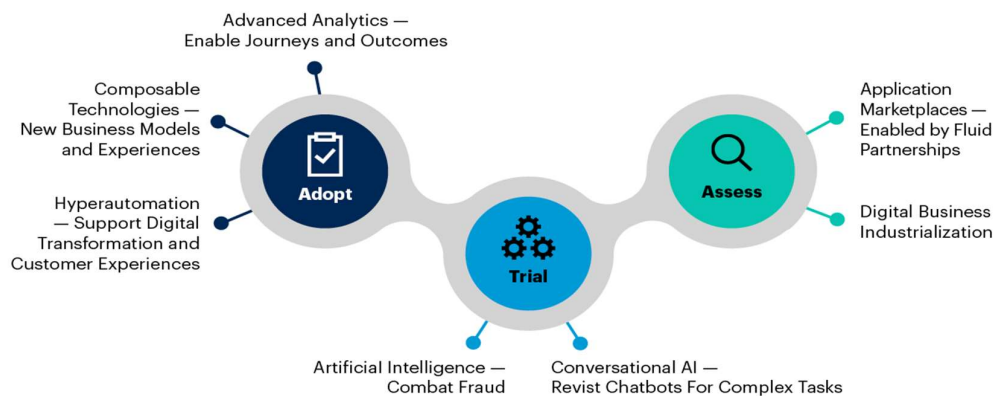 Advanced Analytics —
Enable Journeys and Outcomes
Composable
Technologies —
New Business Models
and Experiences
Hyperautomation
— Support Digital
Transformation and
Customer Experiences
Adopt
Trial
Artificial Intelligence —
Combat Fraud
Conversational AI —
Revist Chatbots For Complex Tasks
Assess
Application
Marketplaces —
Enabled by Fluid
Partnerships
Digital Business
Industrialization